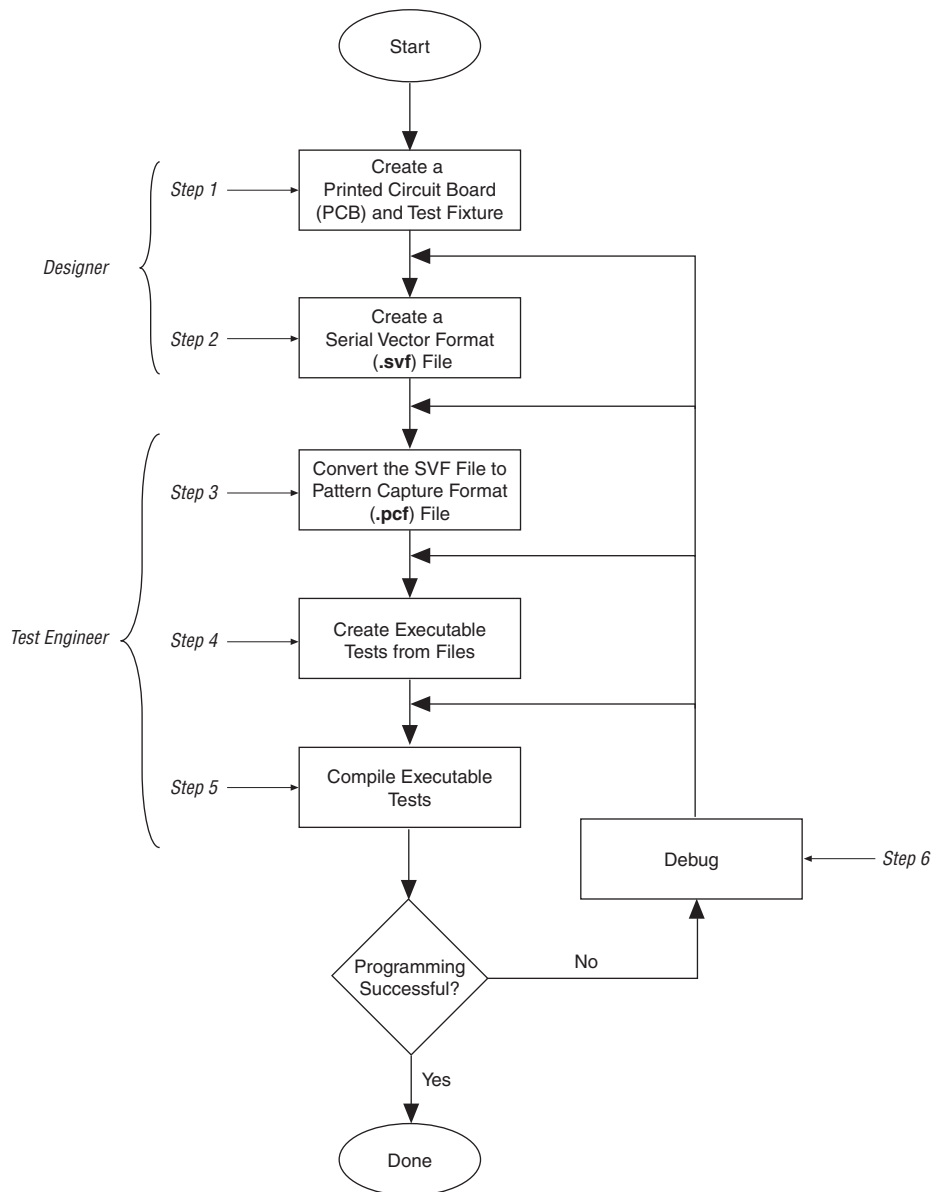 Start
Create a
Printed Circuit Board
(PCB) and Test Fixture
Step 1
Designer
Create a
Serial Vector Format
(.svf) File
Step 2
Convert the SVF File to
Pattern Capture Format
(.pcf) File
Step 3
Test Engineer
Step 4
Create Executable
Tests from Files
Step 5
Compile Executable
Tests
Debug
Step 6
Programming
Successful?
No
Yes
Done